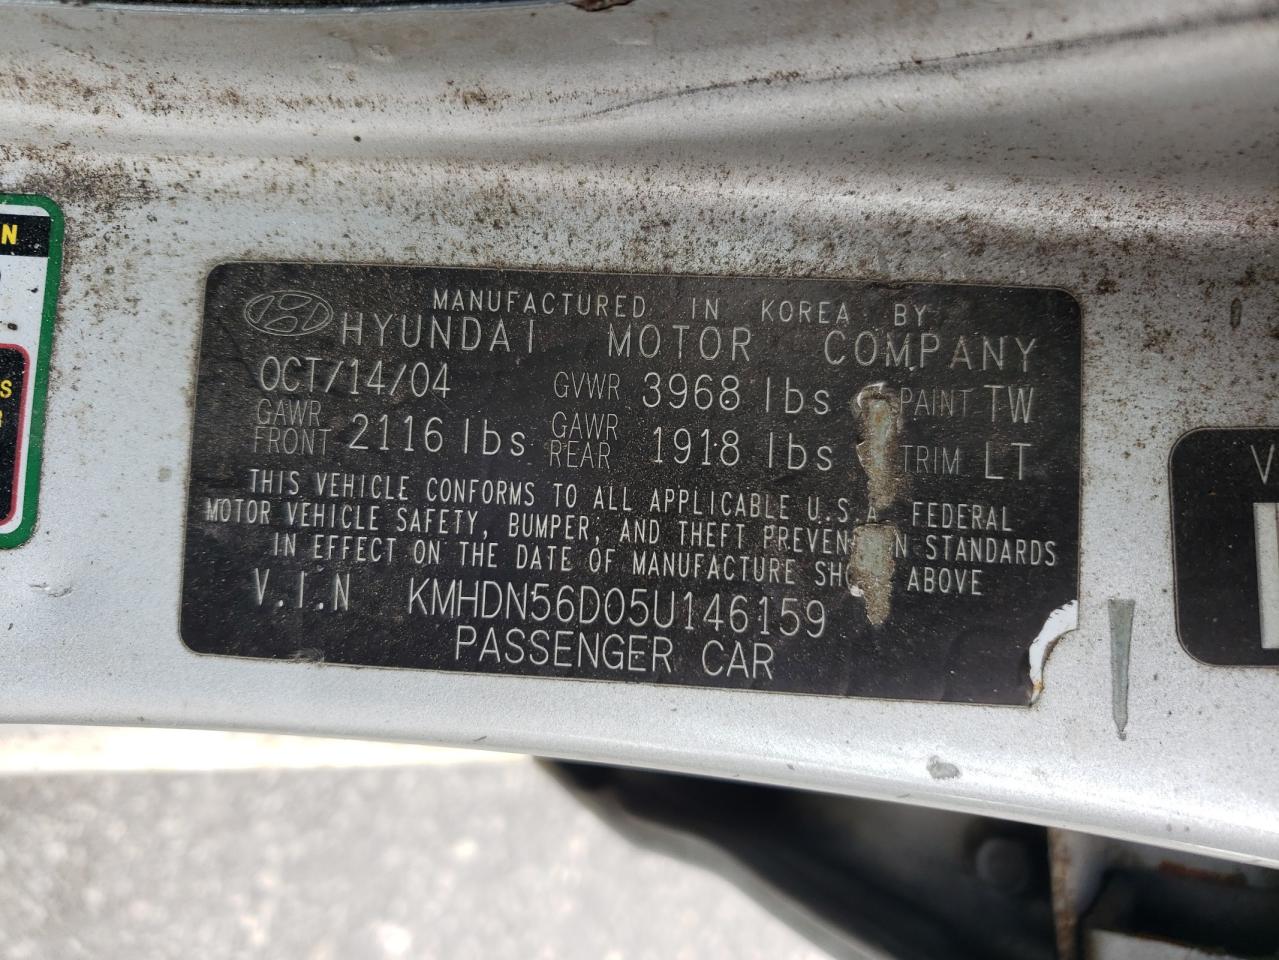 MANUFACTURED IN KOREA BY
HYUNDAI MOTOR COMPANY
OCT/14/04 GVWR 3968 lbs PAINT TW
GAWR FRONT 2116 lbs GAWR REAR 1918 lbs TRIM LT
THIS VEHICLE CONFORMS TO ALL APPLICABLE U.S.A FEDERAL
MOTOR VEHICLE SAFETY, BUMPER, AND THEFT PREVEN N STANDARDS
IN EFFECT ON THE DATE OF MANUFACTURE SHO ABOVE
V.I.N KMHDN56D05U146159
PASSENGER CAR
N
S
V